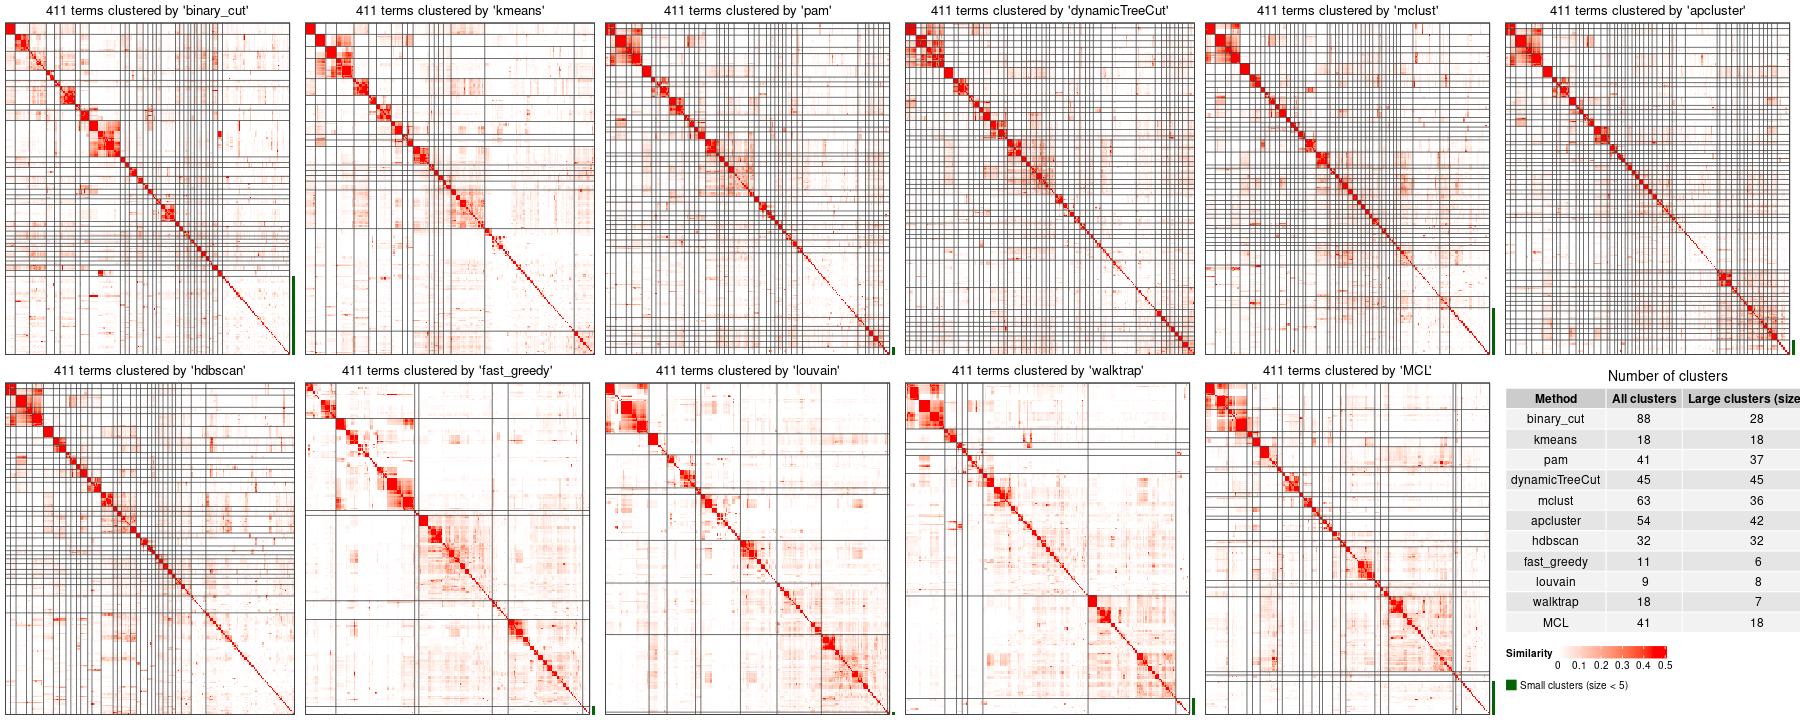 411 terms clustered by 'binary_cut'
411 terms clustered by 'kmeans'
411 terms clustered by 'pam'
411 terms clustered by 'dynamicTreeCut'
411 terms clustered by 'mclust'
411 terms clustered by 'apcluster'
411 terms clustered by 'hdbscan'
411 terms clustered by 'fast_greedy'
411 terms clustered by 'louvain'
411 terms clustered by 'walktrap'
411 terms clustered by 'MCL'
Number of clusters
Method All clusters Large clusters (size
binary_cut 88 28
kmeans 18 18
pam 41 37
dynamicTreeCut 45 45
mclust 63 36
apcluster 54 42
hdbscan 32 32
fast_greedy 11 6
louvain 9 8
walktrap 18 7
MCL 41 18
Similarity
0 0.1 0.2 0.3 0.4 0.5
Small clusters (size < 5)